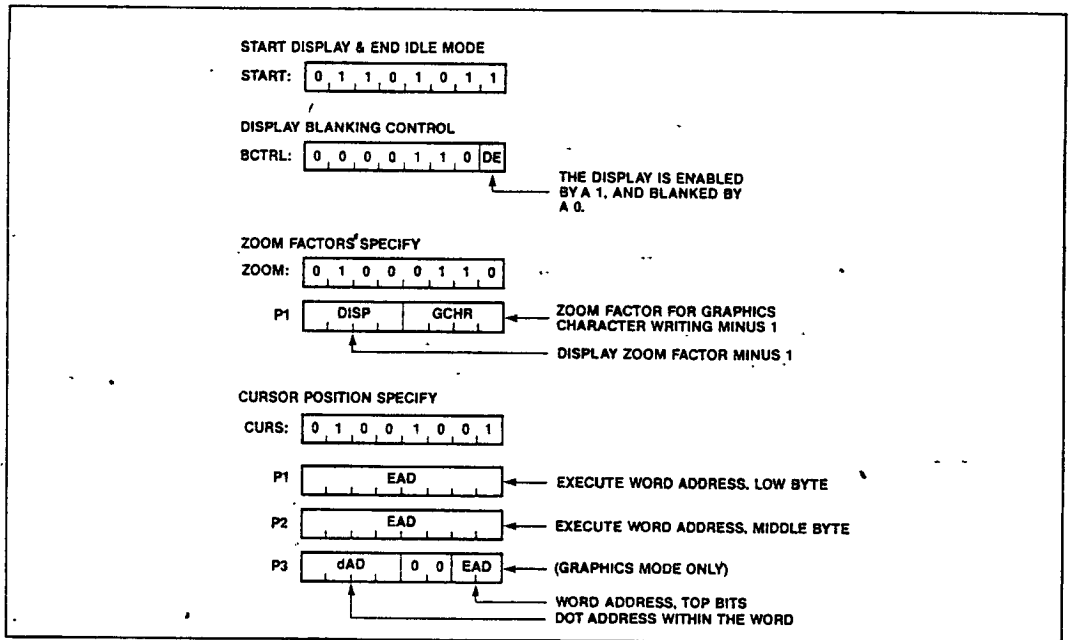 START DISPLAY & END IDLE MODE
START: 0 1 1 0 1 0 1 1
DISPLAY BLANKING CONTROL
BCTRL: 0 0 0 0 1 1 0 DE
THE DISPLAY IS ENABLED
BY A 1, AND BLANKED BY
A 0.
ZOOM FACTORS SPECIFY
ZOOM: 0 1 0 0 0 1 1 0
P1 DISP GCHR ZOOM FACTOR FOR GRAPHICS
CHARACTER WRITING MINUS 1
DISPLAY ZOOM FACTOR MINUS 1
CURSOR POSITION SPECIFY
CURS: 0 1 0 0 1 0 0 1
P1 EAD EXECUTE WORD ADDRESS, LOW BYTE
P2 EAD EXECUTE WORD ADDRESS, MIDDLE BYTE
P3 dAD 0 0 EAD (GRAPHICS MODE ONLY)
WORD ADDRESS, TOP BITS
DOT ADDRESS WITHIN THE WORD